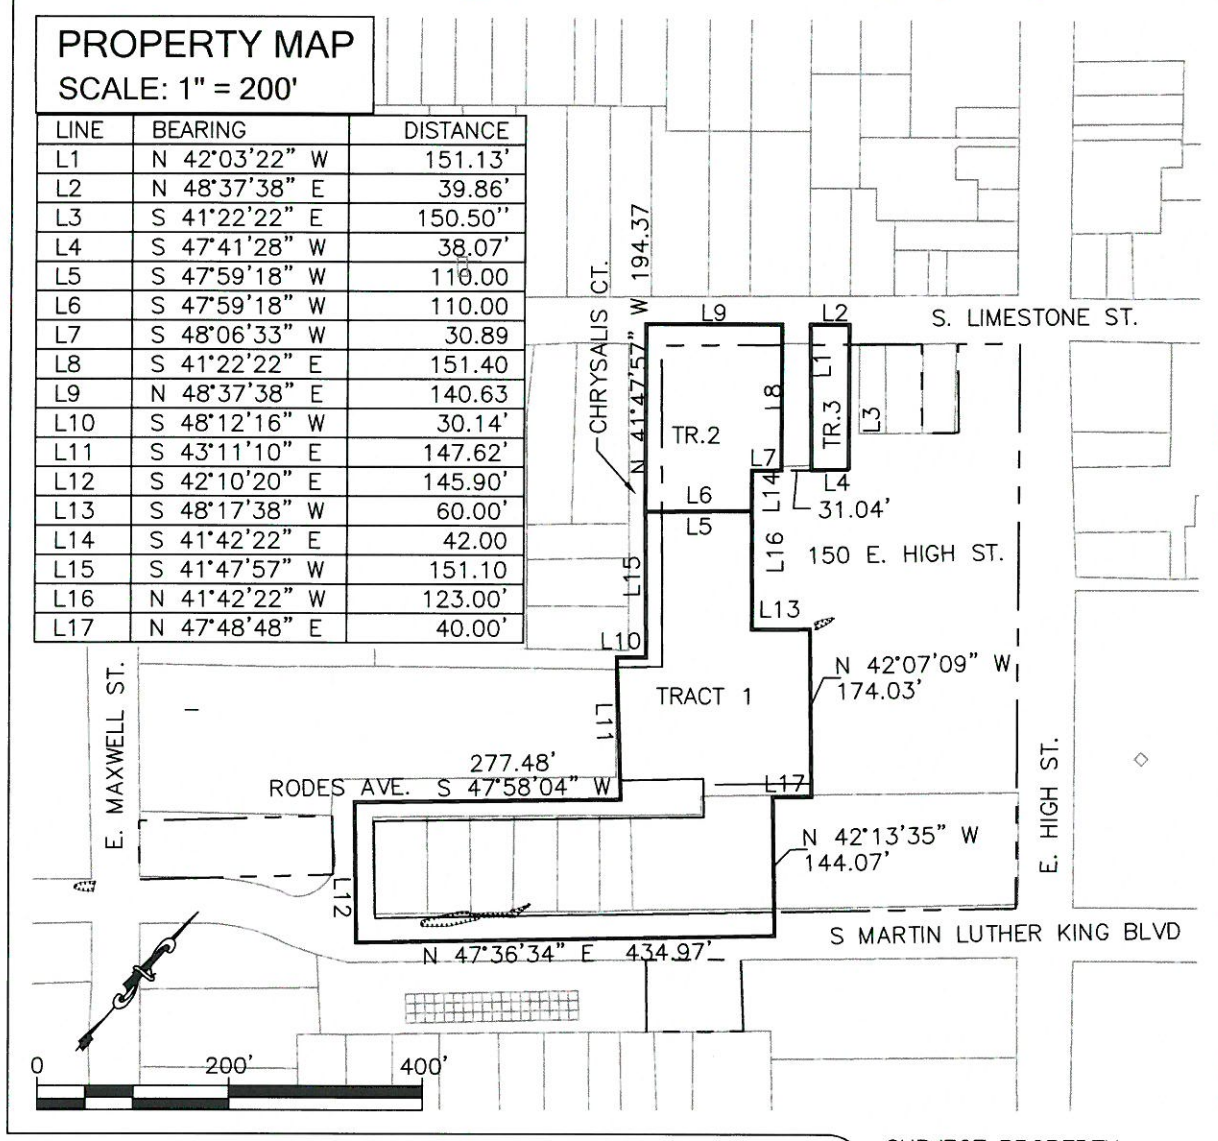 PROPERTY MAP
SCALE: 1" = 200'
LINE BEARING DISTANCE
L1 N 42°03'22" W 151.13'
L2 N 48°37'38" E 39.86'
L3 S 41°22'22" E 150.50''
L4 S 47°41'28" W 38.07'
L5 S 47°59'18" W 110.00
L6 S 47°59'18" W 110.00
L7 S 48°06'33" W 30.89
L8 S 41°22'22" E 151.40
L9 N 48°37'38" E 140.63
L10 S 48°12'16" W 30.14'
L11 S 43°11'10" E 147.62'
L12 S 42°10'20" E 145.90'
L13 S 48°17'38" W 60.00'
L14 S 41°42'22" E 42.00
L15 S 41°47'57" W 151.10
L16 N 41°42'22" W 123.00'
L17 N 47°48'48" E 40.00'
CHRYSALIS CT.
N 41°47'57" W 194.37
L9
L2
S. LIMESTONE ST.
L1
L8
TR.2
TR.3
L3
L7
L4
L6
L14
31.04'
L5
L16
150 E. HIGH ST.
L15
L13
L10
N 42°07'09" W
174.03'
TRACT 1
L11
E. MAXWELL ST.
277.48'
RODES AVE. S 47°58'04" W
L17
E. HIGH ST.
N 42°13'35" W
144.07'
L12
S MARTIN LUTHER KING BLVD
N 47°36'34" E 434.97'
0 200' 400'